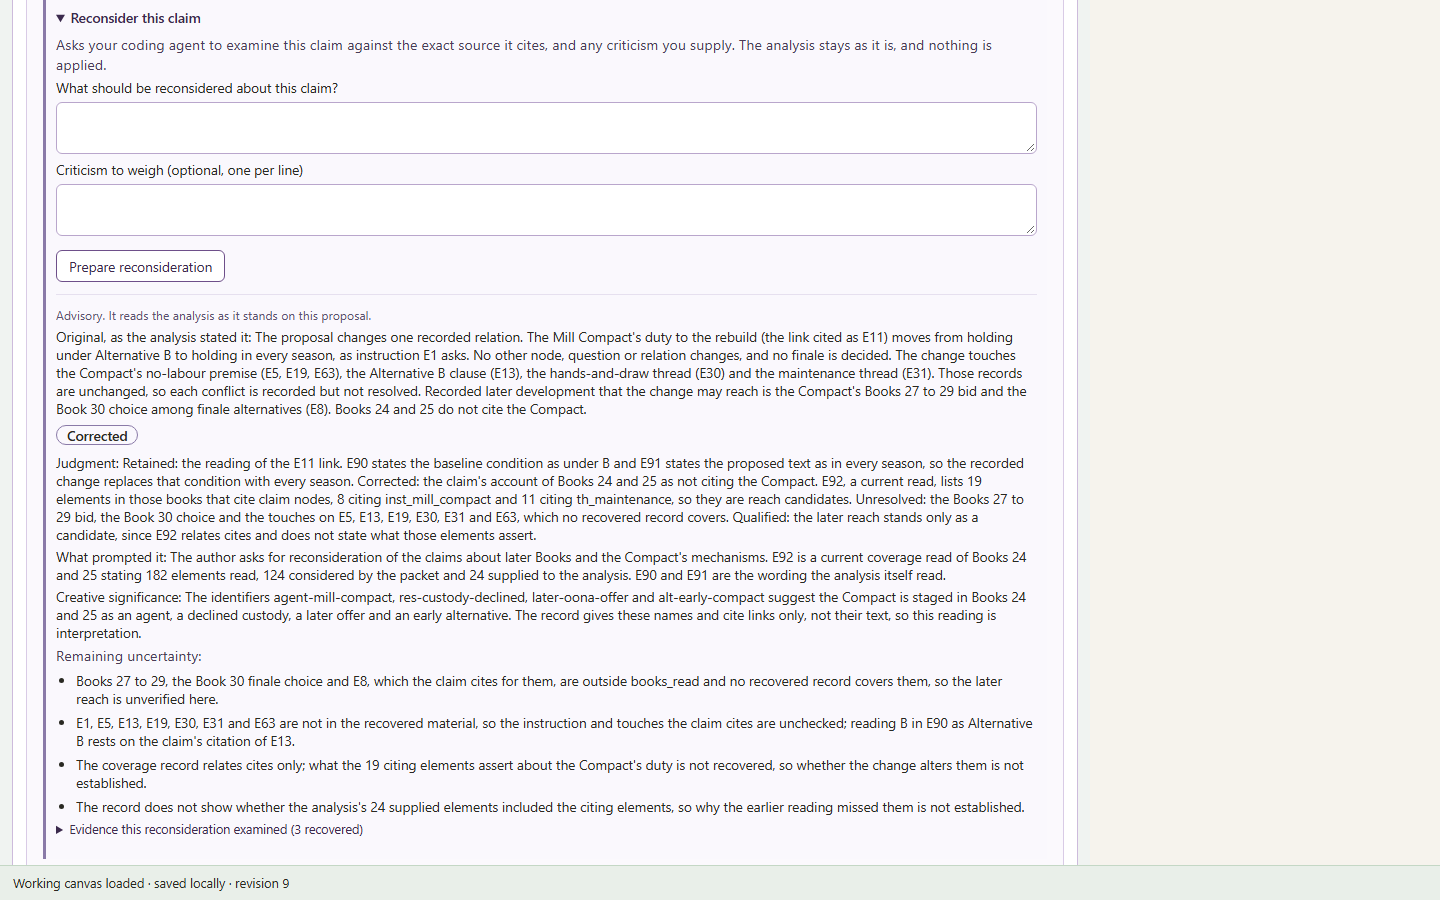 Reconsider this claim
Asks your coding agent to examine this claim against the exact source it cites, and any criticism you supply. The analysis stays as it is, and nothing is
applied.
What should be reconsidered about this claim?
Criticism to weigh (optional, one per line)
Prepare reconsideration
Advisory. It reads the analysis as it stands on this proposal.
Original, as the analysis stated it: The proposal changes one recorded relation. The Mill Compact's duty to the rebuild (the link cited as E11) moves from holding
under Alternative B to holding in every season, as instruction E1 asks. No other node, question or relation changes, and no finale is decided. The change touches
the Compact's no-labour premise (E5, E19, E63), the Alternative B clause (E13), the hands-and-draw thread (E30) and the maintenance thread (E31). Those records
are unchanged, so each conflict is recorded but not resolved. Recorded later development that the change may reach is the Compact's Books 27 to 29 bid and the
Book 30 choice among finale alternatives (E8). Books 24 and 25 do not cite the Compact.
Corrected
Judgment: Retained: the reading of the E11 link. E90 states the baseline condition as under B and E91 states the proposed text as in every season, so the recorded
change replaces that condition with every season. Corrected: the claim's account of Books 24 and 25 as not citing the Compact. E92, a current read, lists 19
elements in those books that cite claim nodes, 8 citing inst_mill_compact and 11 citing th_maintenance, so they are reach candidates. Unresolved: the Books 27 to
29 bid, the Book 30 choice and the touches on E5, E13, E19, E30, E31 and E63, which no recovered record covers. Qualified: the later reach stands only as a
candidate, since E92 relates cites and does not state what those elements assert.
What prompted it: The author asks for reconsideration of the claims about later Books and the Compact's mechanisms. E92 is a current coverage read of Books 24
and 25 stating 182 elements read, 124 considered by the packet and 24 supplied to the analysis. E90 and E91 are the wording the analysis itself read.
Creative significance: The identifiers agent-mill-compact, res-custody-declined, later-oona-offer and alt-early-compact suggest the Compact is staged in Books 24
and 25 as an agent, a declined custody, a later offer and an early alternative. The record gives these names and cite links only, not their text, so this reading is
interpretation.
Remaining uncertainty:
Books 27 to 29, the Book 30 finale choice and E8, which the claim cites for them, are outside books_read and no recovered record covers them, so the later
reach is unverified here.
E1, E5, E13, E19, E30, E31 and E63 are not in the recovered material, so the instruction and touches the claim cites are unchecked; reading B in E90 as Alternative
B rests on the claim's citation of E13.
The coverage record relates cites only; what the 19 citing elements assert about the Compact's duty is not recovered, so whether the change alters them is not
established.
The record does not show whether the analysis's 24 supplied elements included the citing elements, so why the earlier reading missed them is not established.
Evidence this reconsideration examined (3 recovered)
Working canvas loaded · saved locally · revision 9